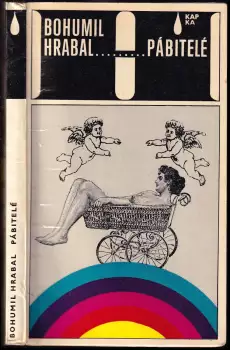 BOHUMIL HRABAL PÁBITELÉ
BOHUMIL
HRABAL.........PÁBITELÉ
KAP
KA